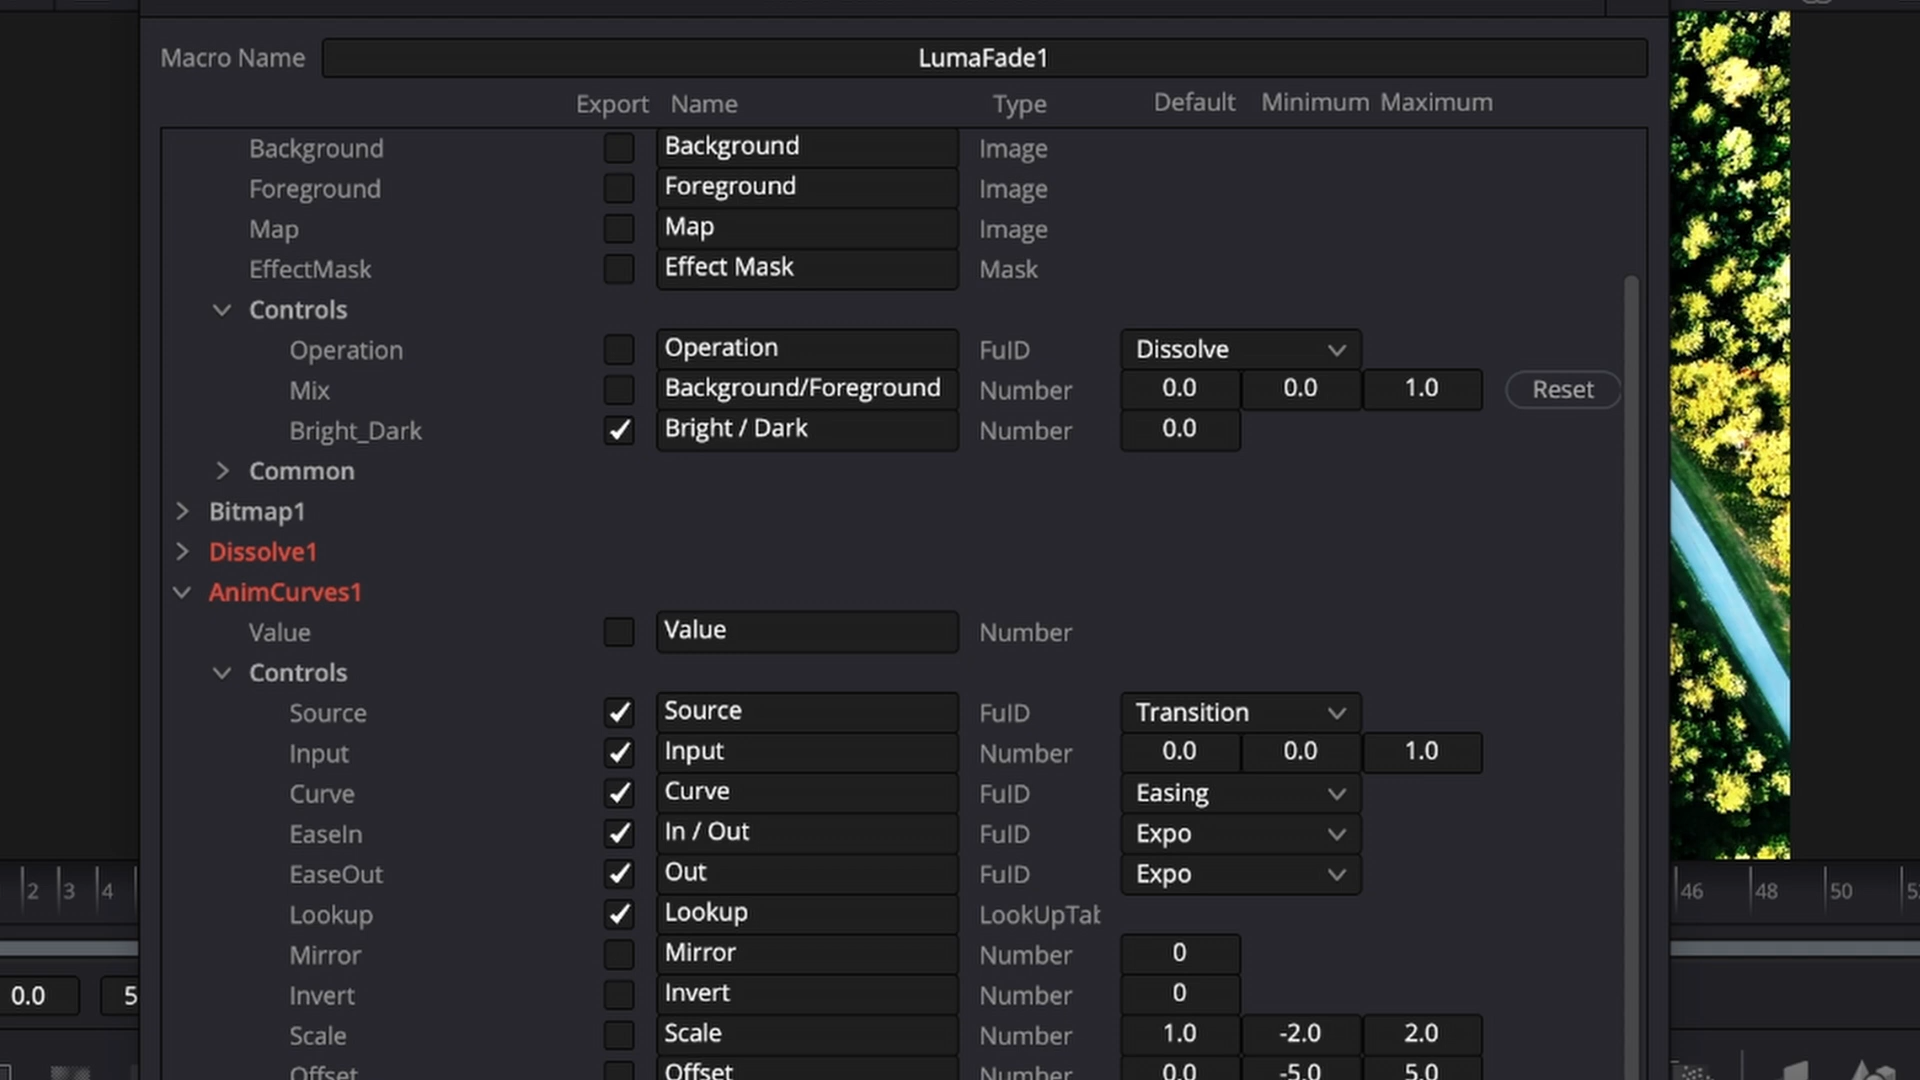 Macro Name LumaFade1
Export Name Type Default Minimum Maximum
Background Background Image
Foreground Foreground Image
Map Map Image
EffectMask Effect Mask Mask
Controls
Operation Operation FuID Dissolve
Mix Background/Foreground Number 0.0 0.0 1.0 Reset
Bright_Dark Bright / Dark Number 0.0
Common
Bitmap1
Dissolve1
AnimCurves1
Value Value Number
Controls
Source Source FuID Transition
Input Input Number 0.0 0.0 1.0
Curve Curve FuID Easing
EaseIn In / Out FuID Expo
EaseOut Out FuID Expo
2 3 4 46 48 50
Lookup Lookup LookUpTab
Mirror Mirror Number 0
Invert Invert Number 0
0.0 5
Scale Scale Number 1.0 -2.0 2.0
Offset Offset Number 0.0 -5.0 5.0